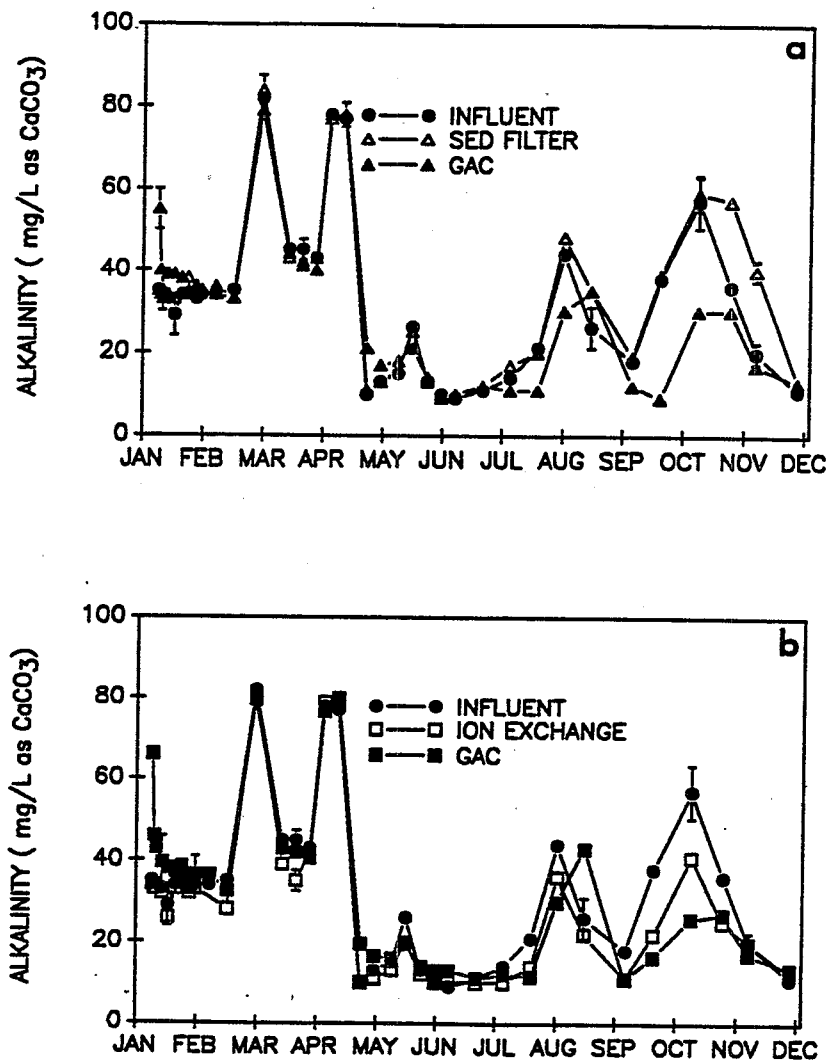 100
a
80
INFLUENT
SED FILTER
GAC
60
40
20
0
ALKALINITY ( mg/L as CaCO3)
JAN FEB MAR APR MAY JUN JUL AUG SEP OCT NOV DEC
100
b
80
INFLUENT
ION EXCHANGE
GAC
60
40
20
0
ALKALINITY ( mg/L as CaCO3)
JAN FEB MAR APR MAY JUN JUL AUG SEP OCT NOV DEC